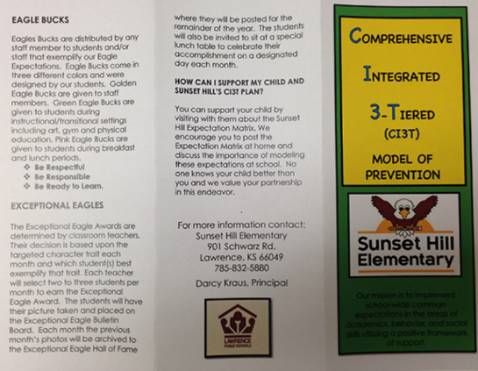 EAGLE BUCKS
Eagles Bucks are distributed by any
staff member to students and/or
staff that exemplify our Eagle
Expectations. Eagle Bucks come in
three different colors and were
designed by our students. Golden
Eagle Bucks are given to staff
members. Green Eagle Bucks are
given to students during
instructional/transitional settings
including art, gym and physical
education. Pink Eagle Bucks are
given to students during breakfast
and lunch periods.
❖ Be Respectful
❖ Be Responsible
❖ Be Ready to Learn.
EXCEPTIONAL EAGLES
The Exceptional Eagle Awards are
determined by classroom teachers.
Their decision is based upon the
targeted character trait each
month and which student(s) best
exemplify that trait. Each teacher
will select two to three students per
month to earn the Exceptional
Eagle Award. The students will have
their picture taken and placed on
the Exceptional Eagle Bulletin
Board. Each month the previous
month's photos will be archived to
the Exceptional Eagle Hall of Fame
where they will be posted for the
remainder of the year. The students
will also be invited to sit at a special
lunch table to celebrate their
accomplishment on a designated
day each month.
HOW CAN I SUPPORT MY CHILD AND
SUNSET HILL'S CI3T PLAN?
You can support your child by
visiting with them about the Sunset
Hill Expectation Matrix. We
encourage you to post the
Expectation Matrix at home and
discuss the importance of modeling
these expectations at school. No
one knows your child better than
you and we value your partnership
in this endeavor.
For more information contact:
Sunset Hill Elementary
901 Schwarz Rd.
Lawrence, KS 66049
785-832-5880
Darcy Kraus, Principal
LAWRENCE
PUBLIC SCHOOLS
COMPREHENSIVE
INTEGRATED
3-TIERED
(CI3T)
MODEL OF
PREVENTION
Sunset Hill
Elementary
Our mission is to implement
school-wide common
expectations in the areas of
academics, behavior, and social
skills utilizing a positive framework
of support.